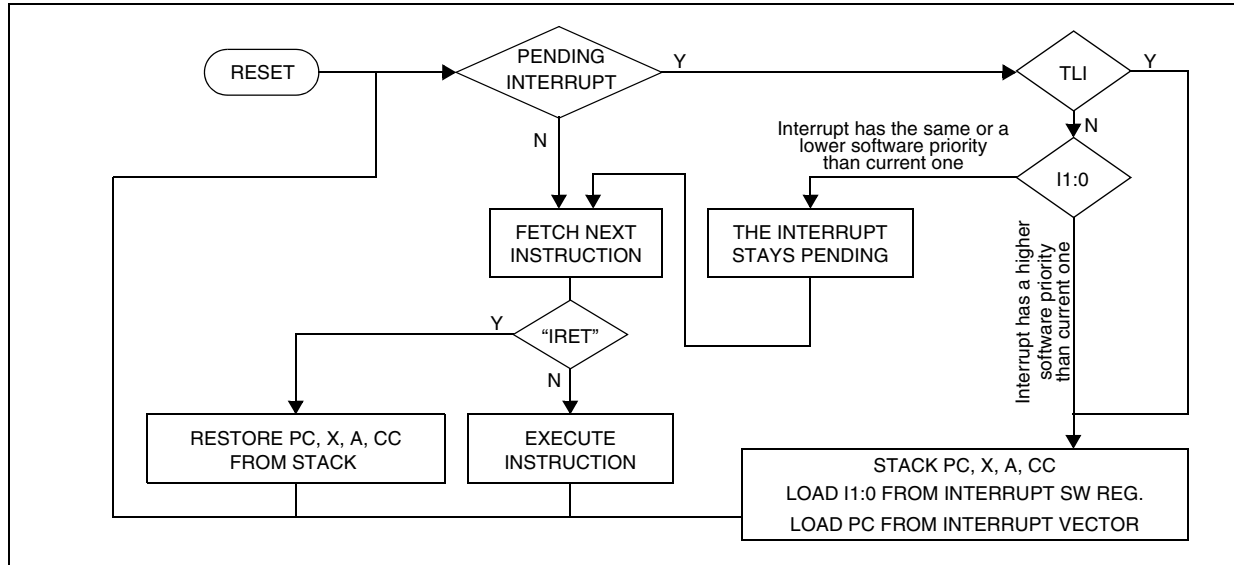 RESET
PENDING
INTERRUPT
Y
TLI
Y
N
N
Interrupt has the same or a
lower software priority
than current one
I1:0
FETCH NEXT
INSTRUCTION
THE INTERRUPT
STAYS PENDING
Interrupt has a higher
software priority
than current one
Y
“IRET”
N
RESTORE PC, X, A, CC
FROM STACK
EXECUTE
INSTRUCTION
STACK PC, X, A, CC
LOAD I1:0 FROM INTERRUPT SW REG.
LOAD PC FROM INTERRUPT VECTOR